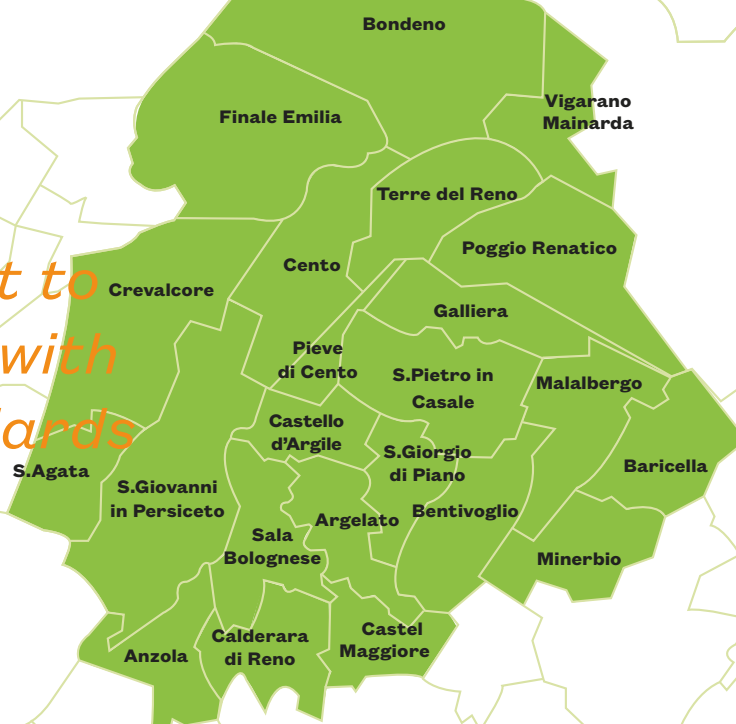 Bondeno
Vigarano
Mainarda
Finale Emilia
Terre del Reno
Poggio Renatico
Cento
t to
Crevalcore
Galliera
with
Pieve
di Cento
S.Pietro in
Casale
Malalbergo
ards
Castello
d'Argile
S.Giorgio
di Piano
S.Agata
Baricella
S.Giovanni
in Persiceto
Argelato
Bentivoglio
Sala
Bolognese
Minerbio
Castel
Maggiore
Calderara
di Reno
Anzola